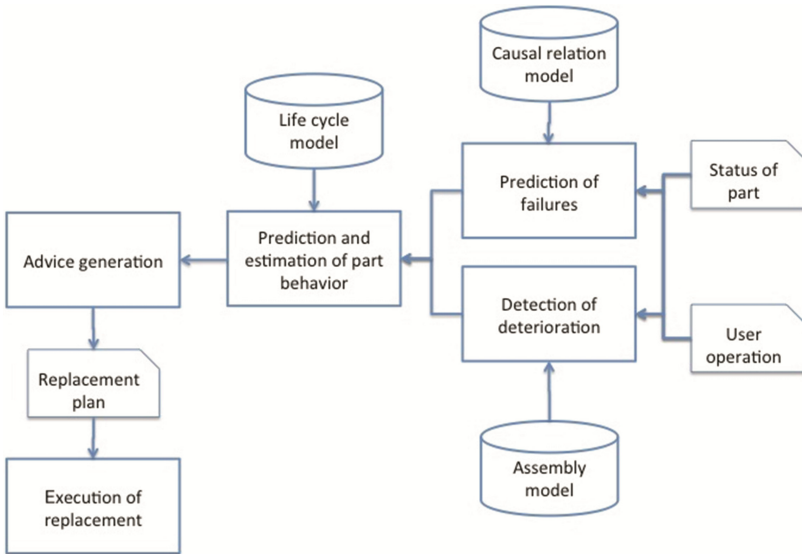 Causal relation
model
Life cycle
model
Prediction of
failures
Status of
part
Advice generation
Prediction and
estimation of part
behavior
Detection of
deterioration
User
operation
Replacement
plan
Assembly
model
Execution of
replacement